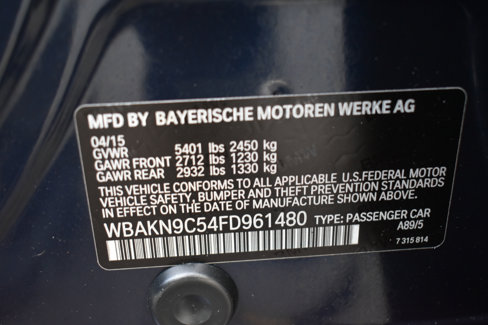 MFD BY BAYERISCHE MOTOREN WERKE AG
04/15
GVWR 5401 lbs 2450 kg
GAWR FRONT 2712 lbs 1230 kg
GAWR REAR 2932 lbs 1330 kg
THIS VEHICLE CONFORMS TO ALL APPLICABLE U.S.FEDERAL MOTOR
VEHICLE SAFETY, BUMPER, AND THEFT PREVENTION STANDARDS
IN EFFECT ON THE DATE OF MANUFACTURE SHOWN ABOVE.
WBAKN9C54FD961480 TYPE: PASSENGER CAR
A89/5
7 315 814